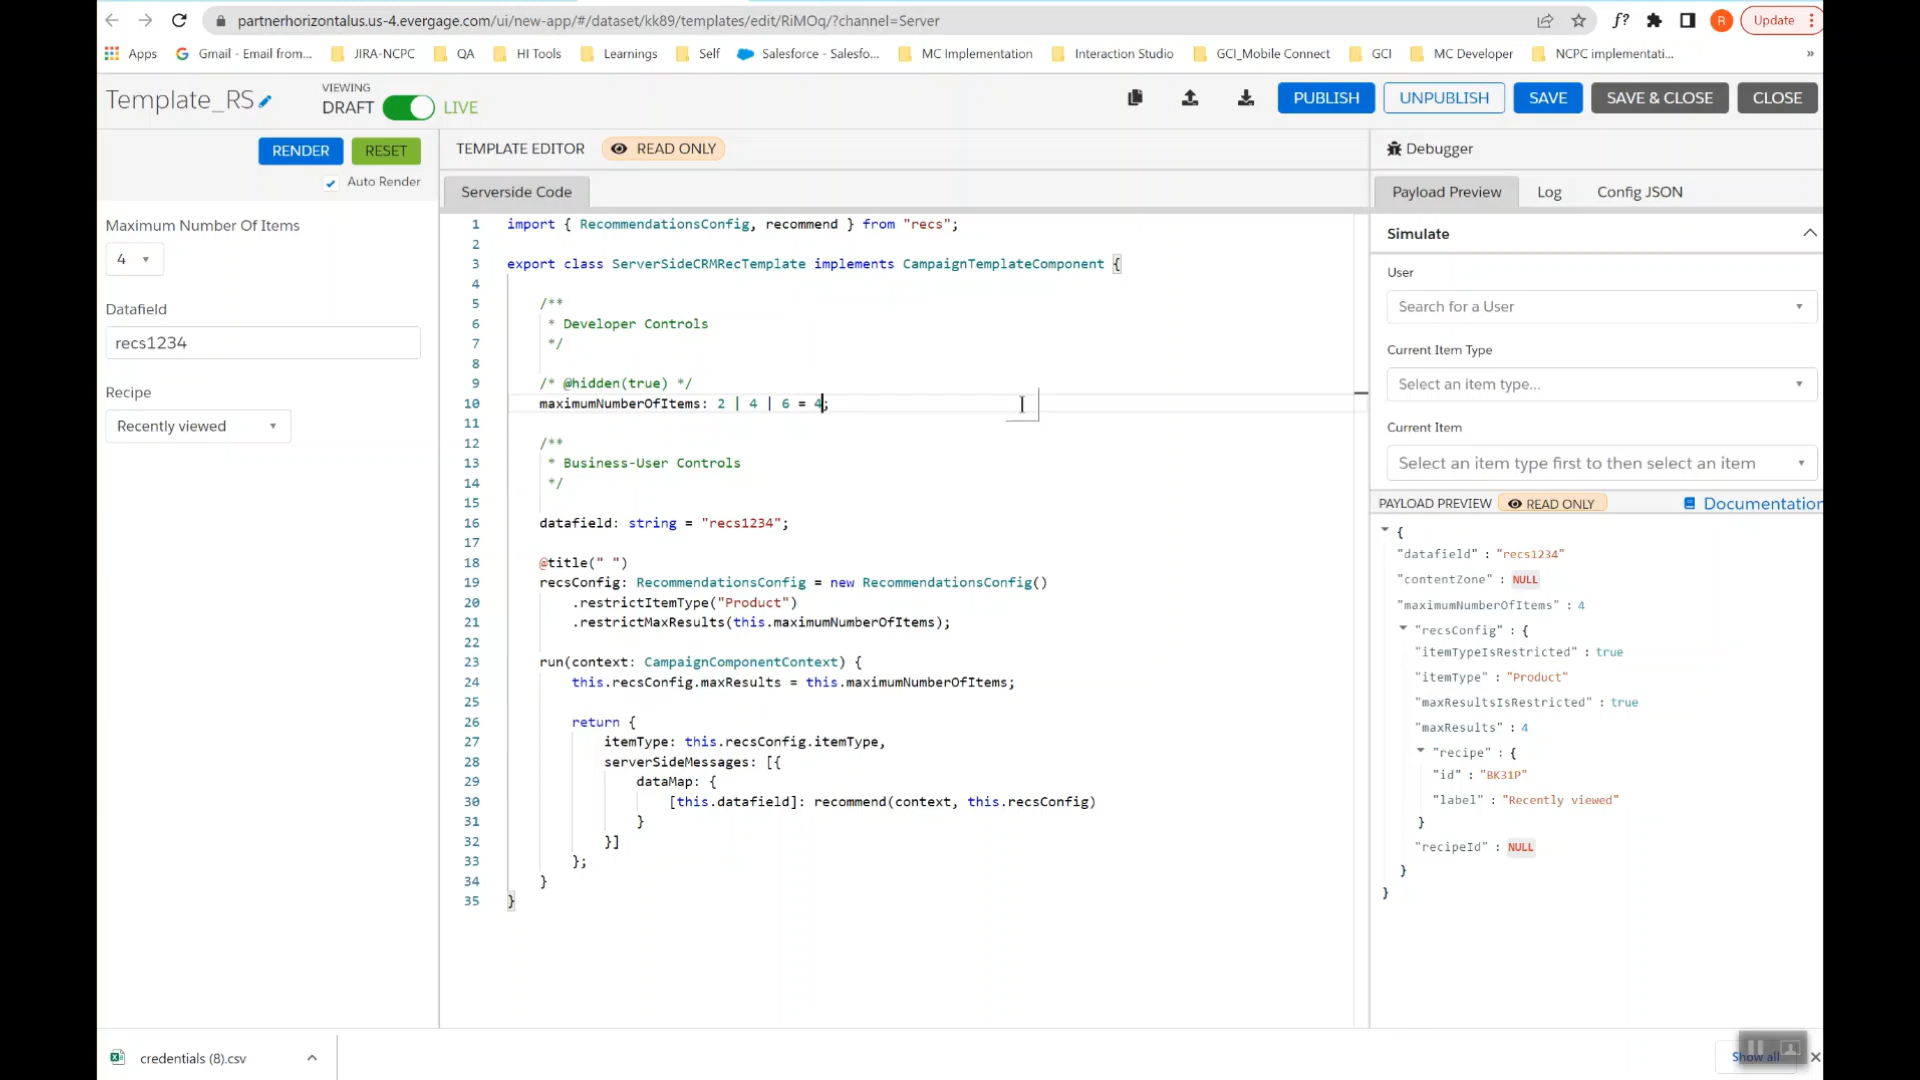 partnerhorizontalus.us-4.evergage.com/ui/new-app/#/dataset/kk89/templates/edit/RiMOq/?channel=Server
f?
R
Update
Apps
Gmail - Email from...
JIRA-NCPC
QA
HI Tools
Learnings
Self
Salesforce - Salesfo...
MC Implementation
Interaction Studio
GCI_Mobile Connect
GCI
MC Developer
NCPC implementati...
»
Template_RS
VIEWING
DRAFT
LIVE
PUBLISH
UNPUBLISH
SAVE
SAVE & CLOSE
CLOSE
RENDER
RESET
Auto Render
Maximum Number Of Items
4
Datafield
recs1234
Recipe
Recently viewed
TEMPLATE EDITOR
READ ONLY
Serverside Code
1 import { RecommendationsConfig, recommend } from "recs";
2
3 export class ServerSideCRMRecTemplate implements CampaignTemplateComponent {
4
5 /**
6 * Developer Controls
7 */
8
9 /* @hidden(true) */
10 maximumNumberOfItems: 2 | 4 | 6 = 4;
11
12 /**
13 * Business-User Controls
14 */
15
16 datafield: string = "recs1234";
17
18 @title(" ")
19 recsConfig: RecommendationsConfig = new RecommendationsConfig()
20 .restrictItemType("Product")
21 .restrictMaxResults(this.maximumNumberOfItems);
22
23 run(context: CampaignComponentContext) {
24 this.recsConfig.maxResults = this.maximumNumberOfItems;
25
26 return {
27 itemType: this.recsConfig.itemType,
28 serverSideMessages: [{
29 dataMap: {
30 [this.datafield]: recommend(context, this.recsConfig)
31 }
32 }]
33 };
34 }
35 }
Debugger
Payload Preview
Log
Config JSON
Simulate
User
Search for a User
Current Item Type
Select an item type...
Current Item
Select an item type first to then select an item
PAYLOAD PREVIEW
READ ONLY
Documentation
{
"datafield" : "recs1234"
"contentZone" : NULL
"maximumNumberOfItems" : 4
"recsConfig" : {
"itemTypeIsRestricted" : true
"itemType" : "Product"
"maxResultsIsRestricted" : true
"maxResults" : 4
"recipe" : {
"id" : "BK31P"
"label" : "Recently viewed"
}
"recipeId" : NULL
}
}
credentials (8).csv
Show all